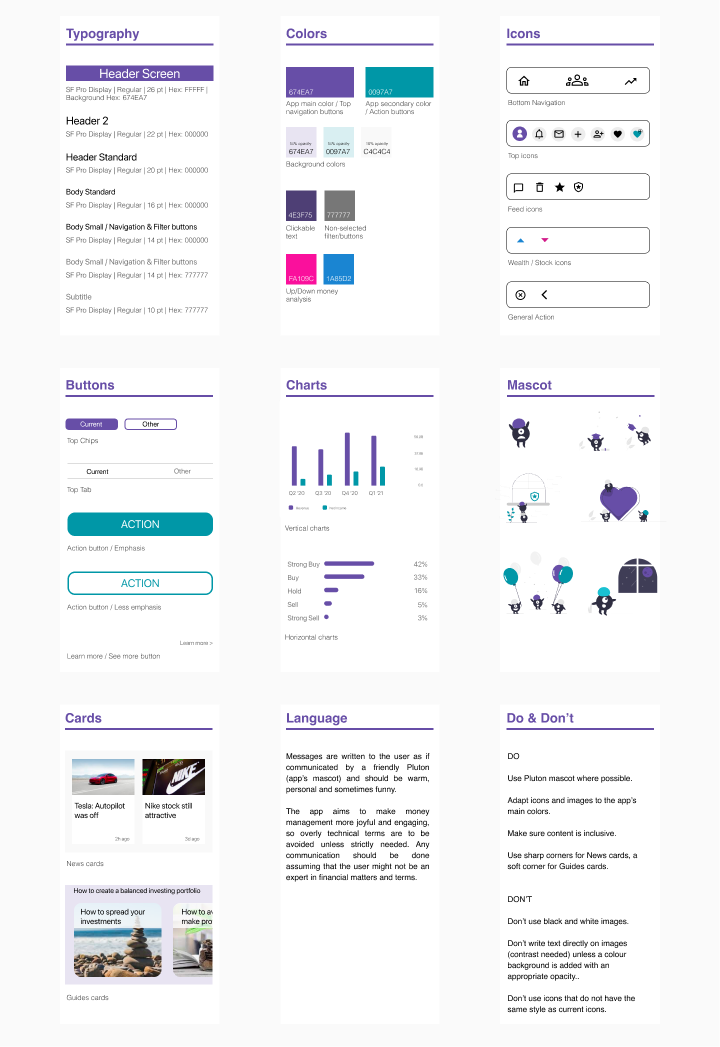 Typography
Header Screen
SF Pro Display | Regular | 26 pt | Hex: FFFFF |
Background Hex: 674EA7
Header 2
SF Pro Display | Regular | 22 pt | Hex: 000000
Header Standard
SF Pro Display | Regular | 20 pt | Hex: 000000
Body Standard
SF Pro Display | Regular | 16 pt | Hex: 000000
Body Small / Navigation & Filter buttons
SF Pro Display | Regular | 14 pt | Hex: 000000
Body Small / Navigation & Filter buttons
SF Pro Display | Regular | 14 pt | Hex: 777777
Subtitle
SF Pro Display | Regular | 10 pt | Hex: 777777
Colors
674EA7
0097A7
App main color / Top
navigation buttons
App secondary color
/ Action buttons
674EA7
0097A7
C4C4C4
Background colors
4E3F75
777777
Clickable
text
Non-selected
filter/buttons
FA109C
1A85D2
Up/Down money
analysis
Icons
Bottom Navigation
Top icons
Feed icons
Wealth / Stock icons
General Action
Buttons
Current
Other
Top Chips
Current
Other
Top Tab
ACTION
Action button / Emphasis
ACTION
Action button / Less emphasis
Learn more >
Learn more / See more button
Charts
Q2 '20
Q3 '20
Q4 '20
Q1 '21
Vertical charts
Strong Buy 42%
Buy 33%
Hold 16%
Sell 5%
Strong Sell 3%
Horizontal charts
Mascot
Cards
Tesla: Autopilot
was off
2h ago
NIKE
Nike stock still
attractive
3d ago
News cards
How to create a balanced investing portfolio
How to spread your
investments
How to av
make pro
Guides cards
Language
Messages are written to the user as if
communicated by a friendly Pluton
(app's mascot) and should be warm,
personal and sometimes funny.
The app aims to make money
management more joyful and engaging,
so overly technical terms are to be
avoided unless strictly needed. Any
communication should be done
assuming that the user might not be an
expert in financial matters and terms.
Do & Don't
DO
Use Pluton mascot where possible.
Adapt icons and images to the app's
main colors.
Make sure content is inclusive.
Use sharp corners for News cards, a
soft corner for Guides cards.
DON'T
Don't use black and white images.
Don't write text directly on images
(contrast needed) unless a colour
background is added with an
appropriate opacity..
Don't use icons that do not have the
same style as current icons.